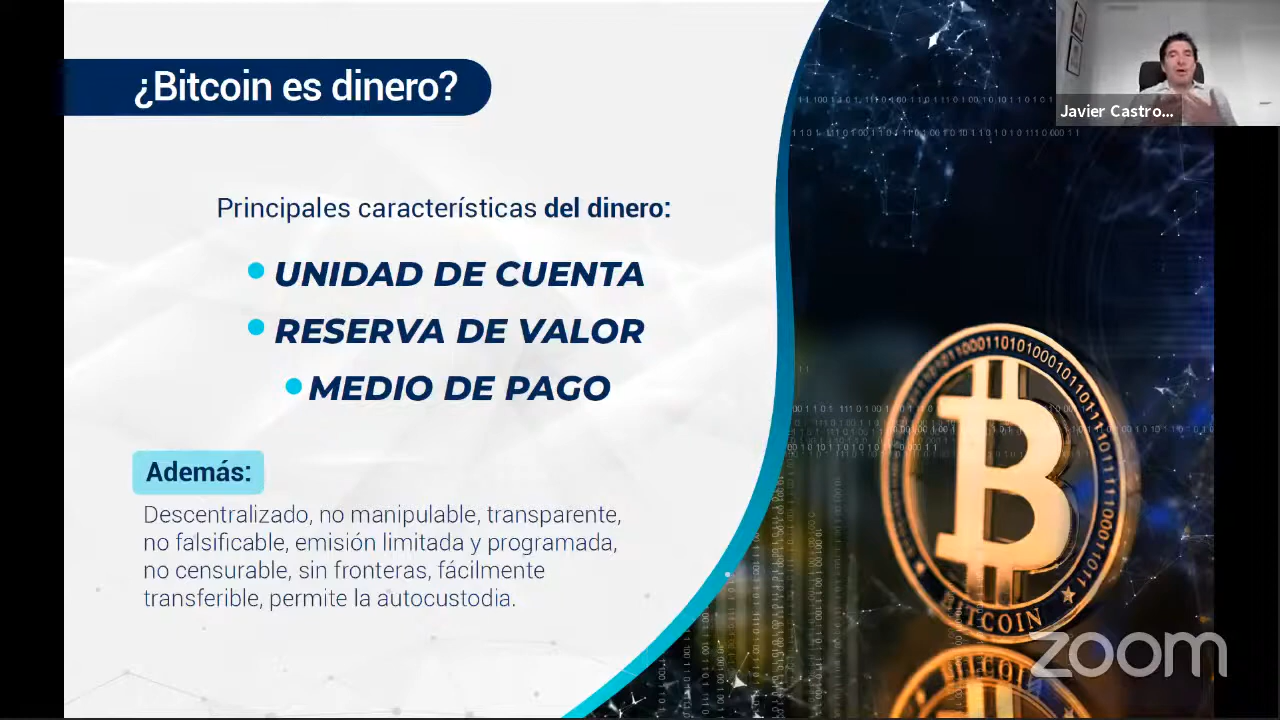 ¿Bitcoin es dinero?
Principales características del dinero:
UNIDAD DE CUENTA
RESERVA DE VALOR
MEDIO DE PAGO
Además:
Descentralizado, no manipulable, transparente,
no falsificable, emisión limitada y programada,
no censurable, sin fronteras, fácilmente
transferible, permite la autocustodia.
Javier Castro...
BITCOIN
zoom